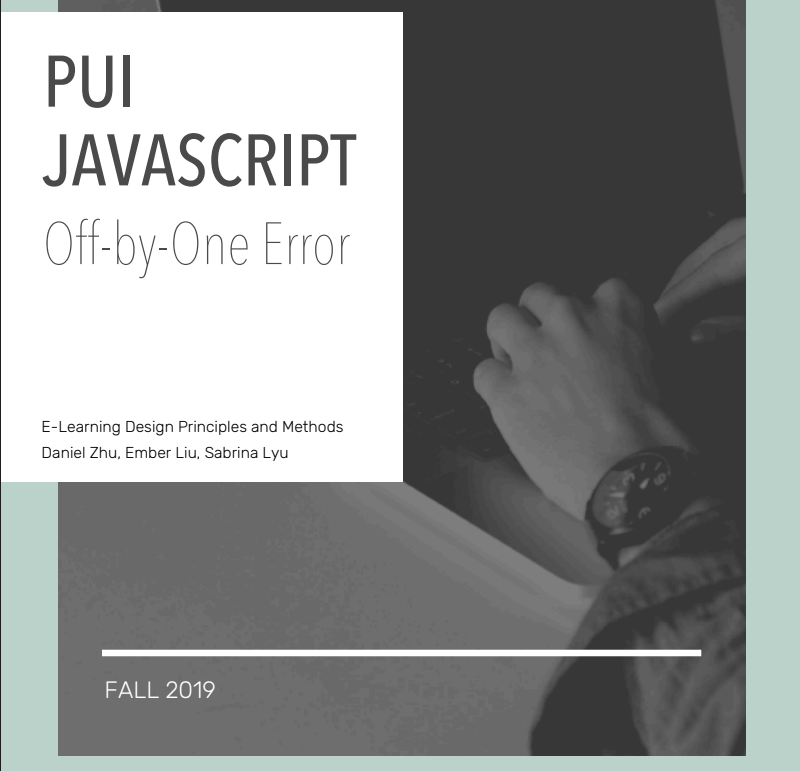 PUI
JAVASCRIPT
Off-by-One Error
E-Learning Design Principles and Methods
Daniel Zhu, Ember Liu, Sabrina Lyu
FALL 2019